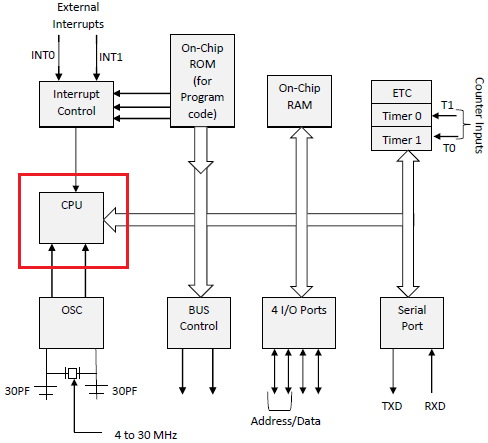 External
Interrupts
INT0
INT1
Interrupt
Control
On-Chip
ROM
(for
Program
code)
On-Chip
RAM
ETC
Timer 0
Timer 1
T1
T0
Counter Inputs
CPU
OSC
BUS
Control
4 I/O Ports
Serial
Port
30PF
30PF
4 to 30 MHz
Address/Data
TXD
RXD